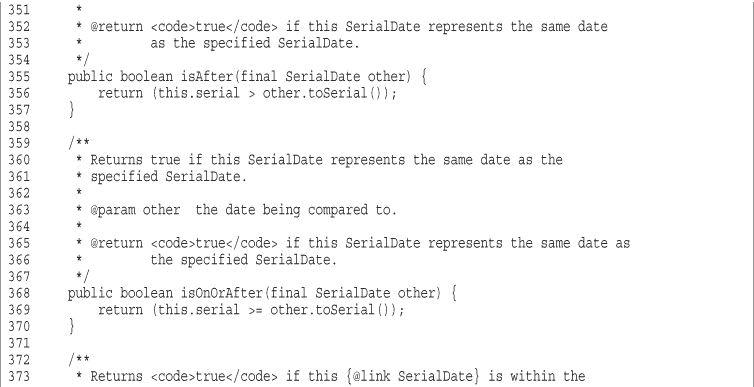 351      *
352      * @return <code>true</code> if this SerialDate represents the same date
353      *         as the specified SerialDate.
354      */
355     public boolean isAfter(final SerialDate other) {
356         return (this.serial > other.toSerial());
357     }
358
359     /**
360      * Returns true if this SerialDate represents the same date as the
361      * specified SerialDate.
362      *
363      * @param other  the date being compared to.
364      *
365      * @return <code>true</code> if this SerialDate represents the same date as
366      *         the specified SerialDate.
367      */
368     public boolean isOnOrAfter(final SerialDate other) {
369         return (this.serial >= other.toSerial());
370     }
371
372     /**
373      * Returns <code>true</code> if this {@link SerialDate} is within the